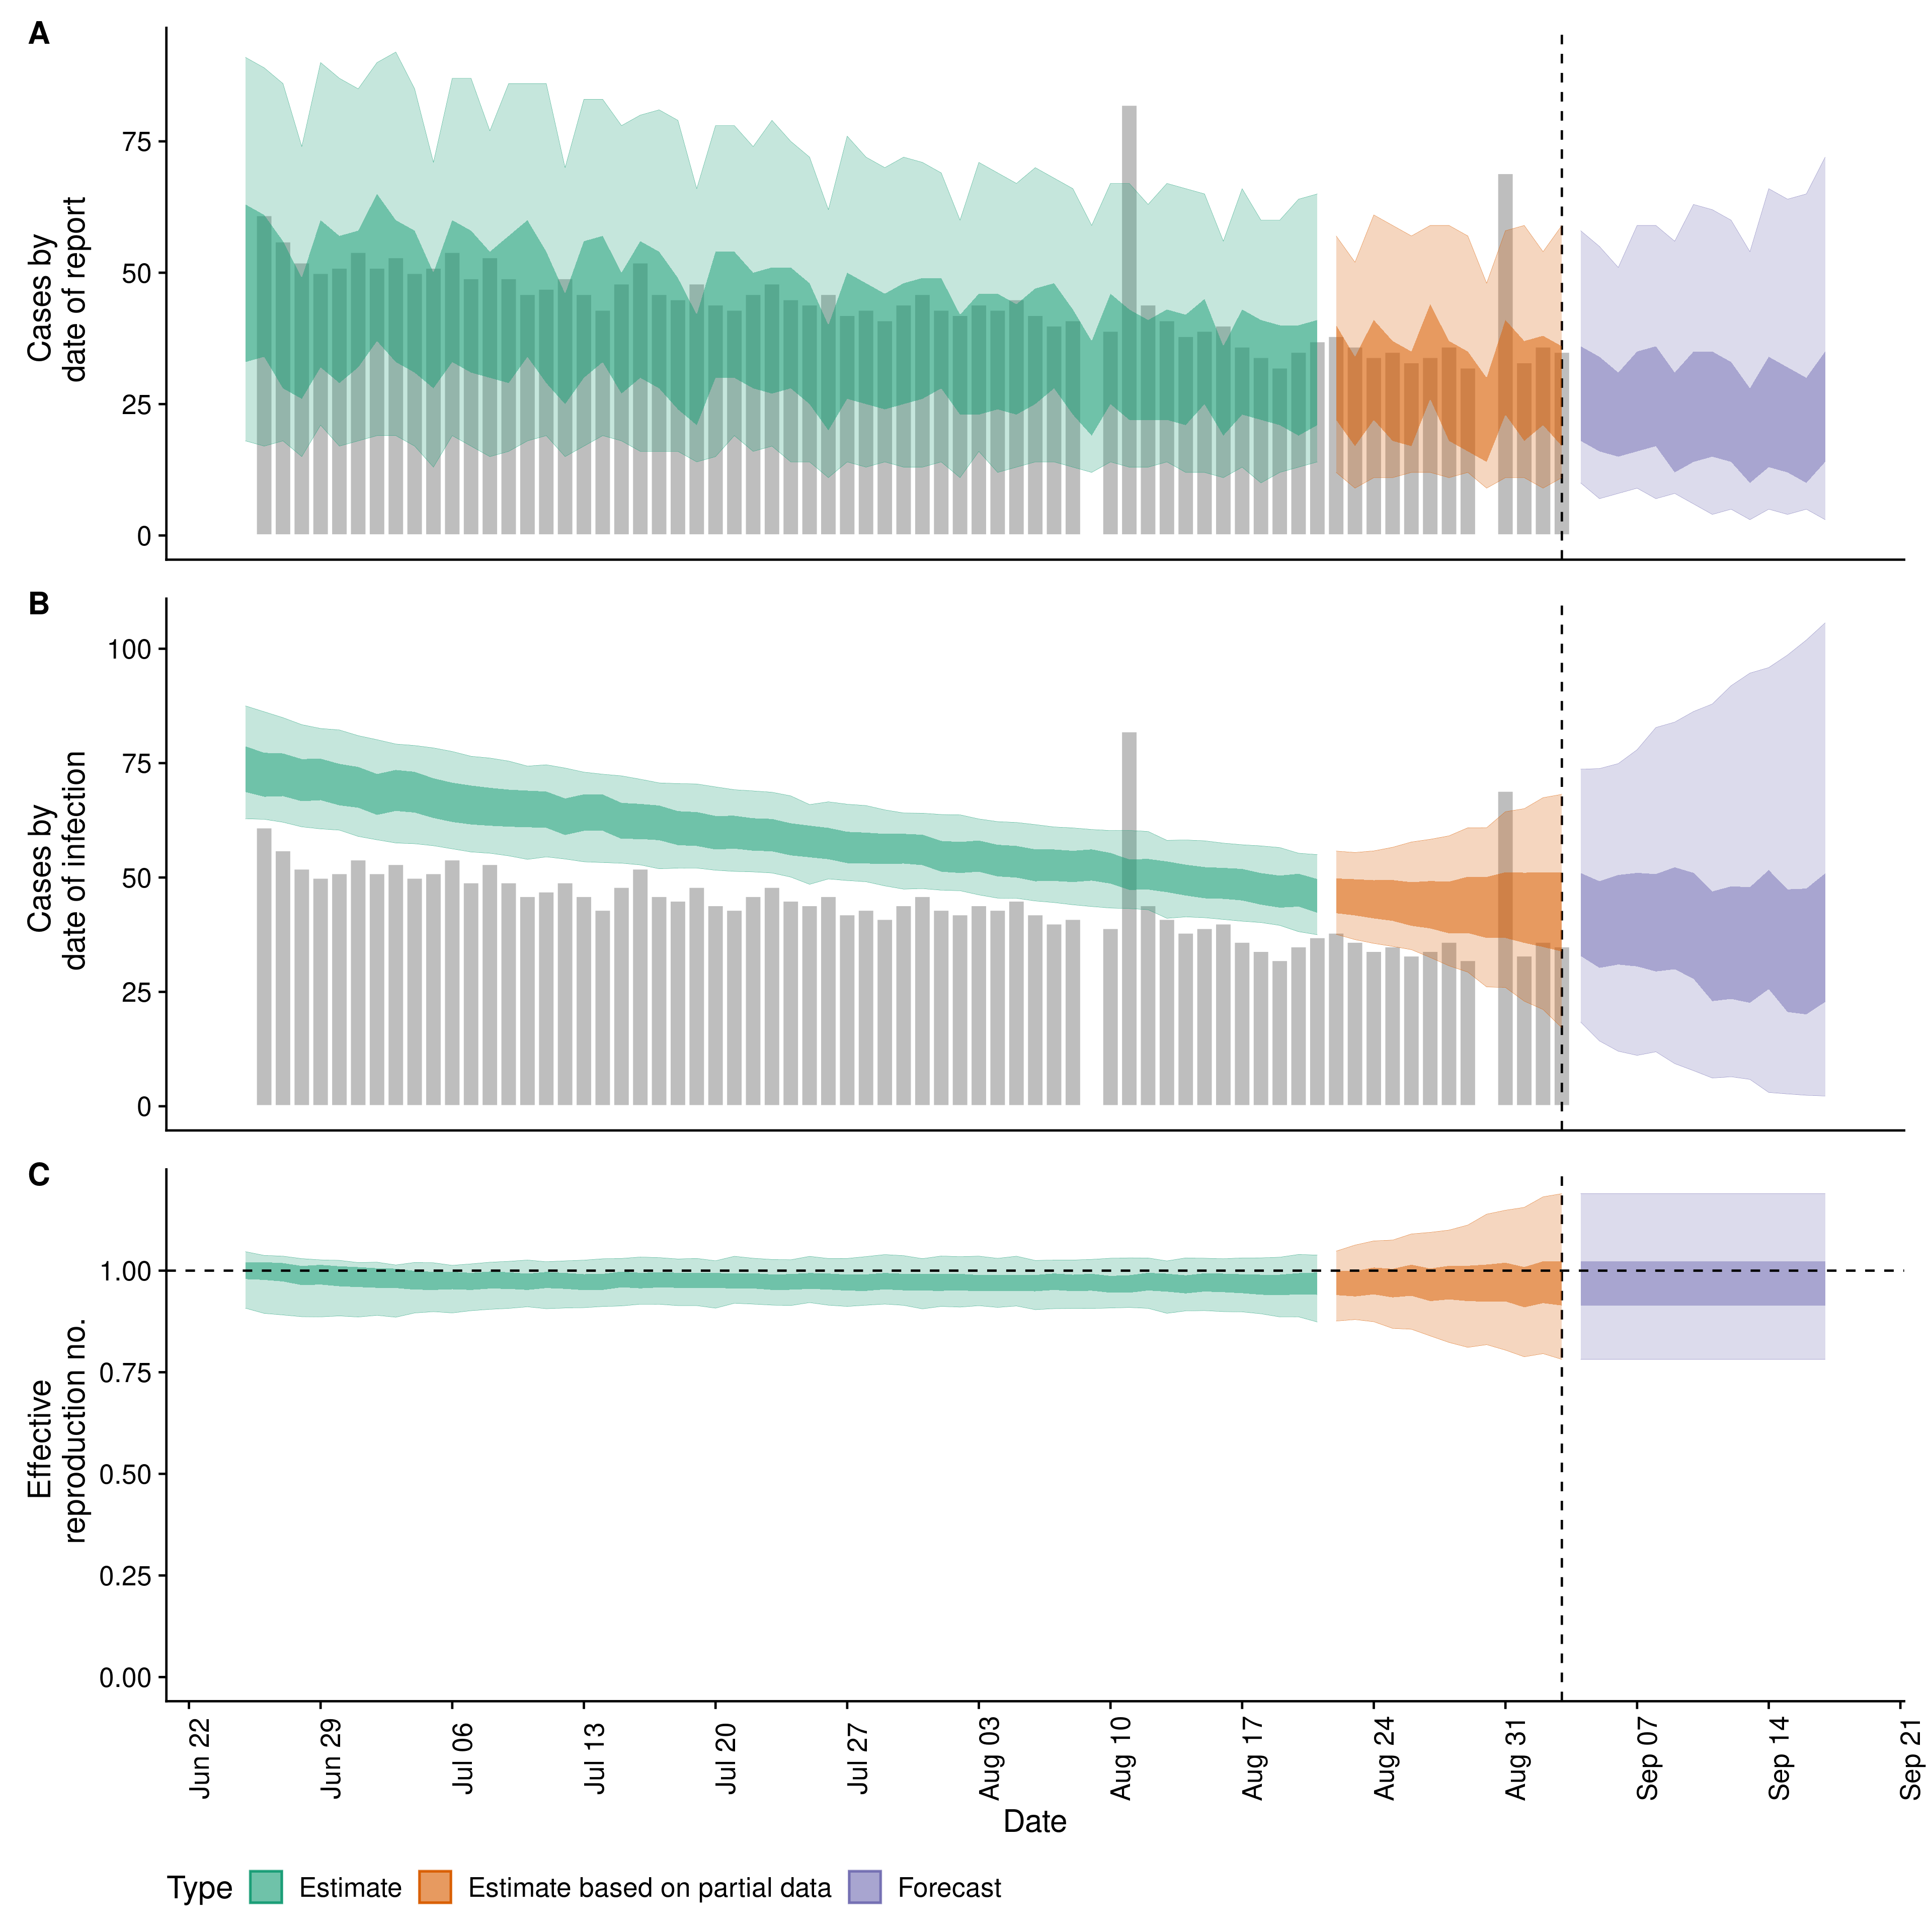 A
Cases by
date of report
75
50
25
0
B
Cases by
date of infection
100
75
50
25
0
C
Effective
reproduction no.
1.00
0.75
0.50
0.25
0.00
Jun 22
Jun 29
Jul 06
Jul 13
Jul 20
Jul 27
Aug 03
Aug 10
Aug 17
Aug 24
Aug 31
Sep 07
Sep 14
Sep 21
Date
Type Estimate Estimate based on partial data Forecast